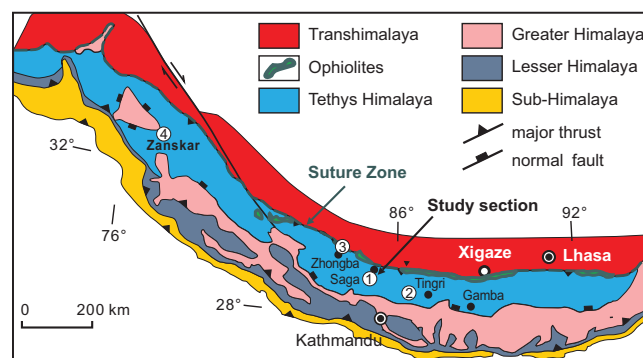 Transhimalaya
Ophiolites
Tethys Himalaya
Greater Himalaya
Lesser Himalaya
Sub-Himalaya
major thrust
normal fault
4
Zanskar
32°
76°
Suture Zone
86°
92°
Study section
3
Zhongba
Saga
1
2
Tingri
Gamba
Xigaze
Lhasa
28°
Kathmandu
0 200 km